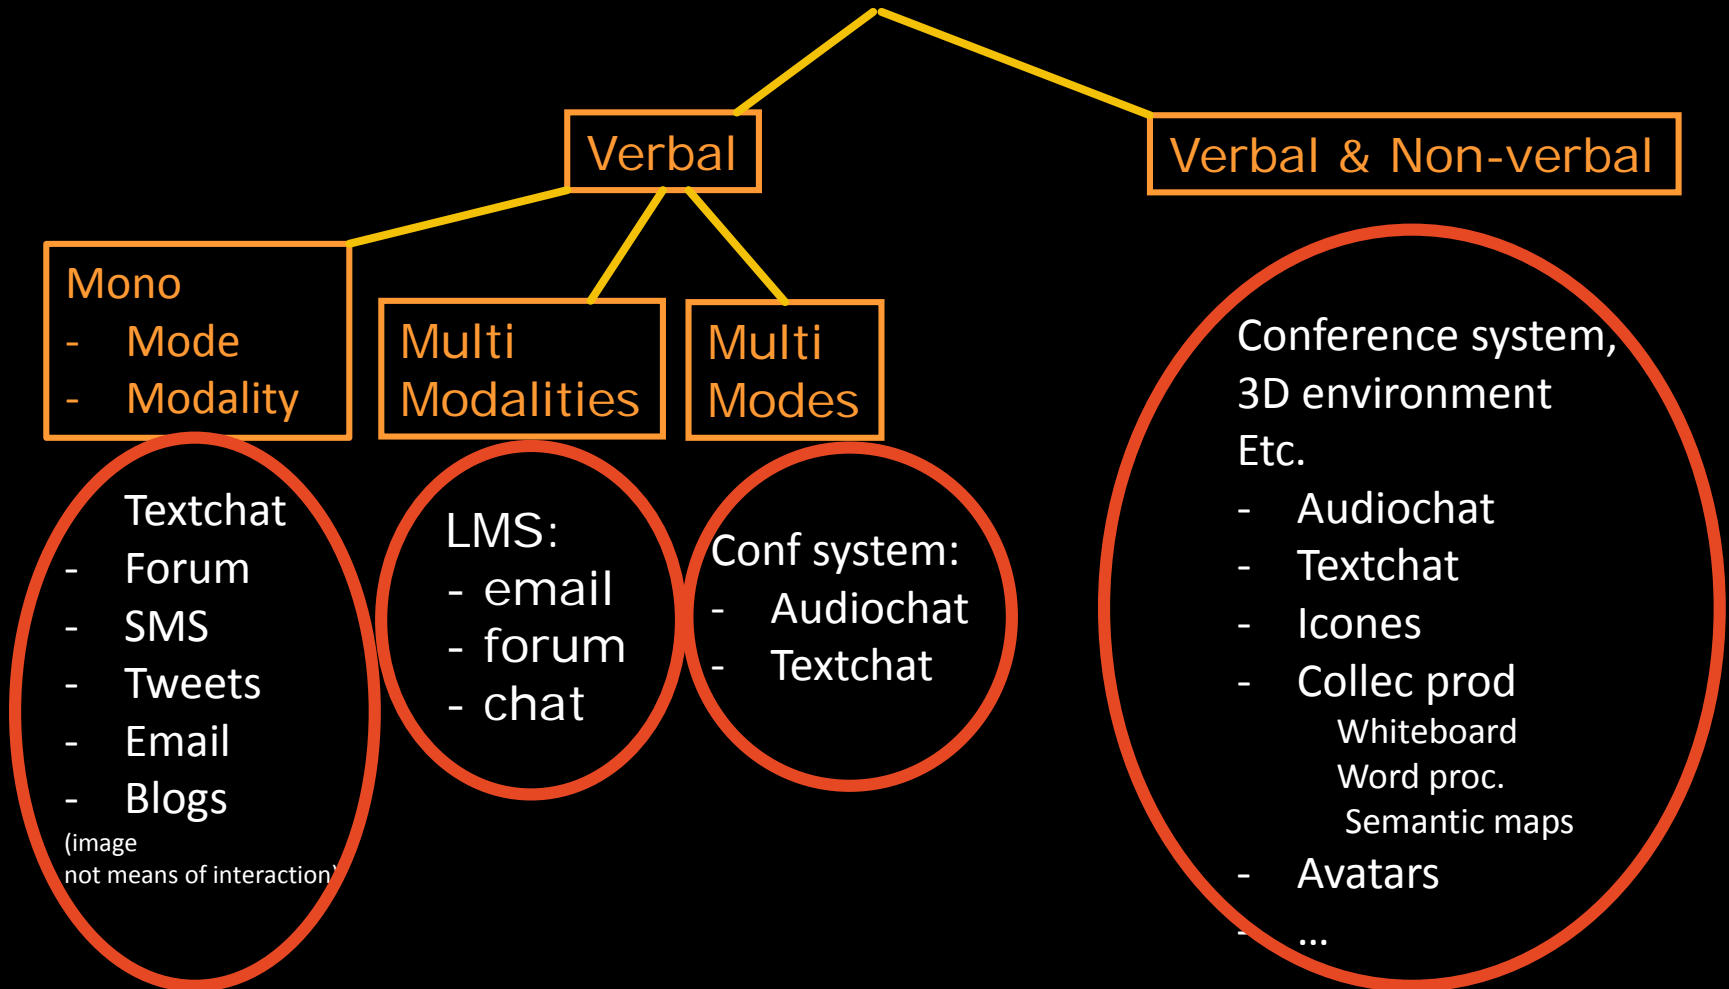 Verbal
Verbal & Non-verbal
Mono
- Mode
- Modality
Multi
Modalities
Multi
Modes
Textchat
- Forum
- SMS
- Tweets
- Email
- Blogs
(image
not means of interaction)
LMS:
- email
- forum
- chat
Conf system:
- Audiochat
- Textchat
Conference system,
3D environment
Etc.
- Audiochat
- Textchat
- Icones
- Collec prod
Whiteboard
Word proc.
Semantic maps
- Avatars
- ...